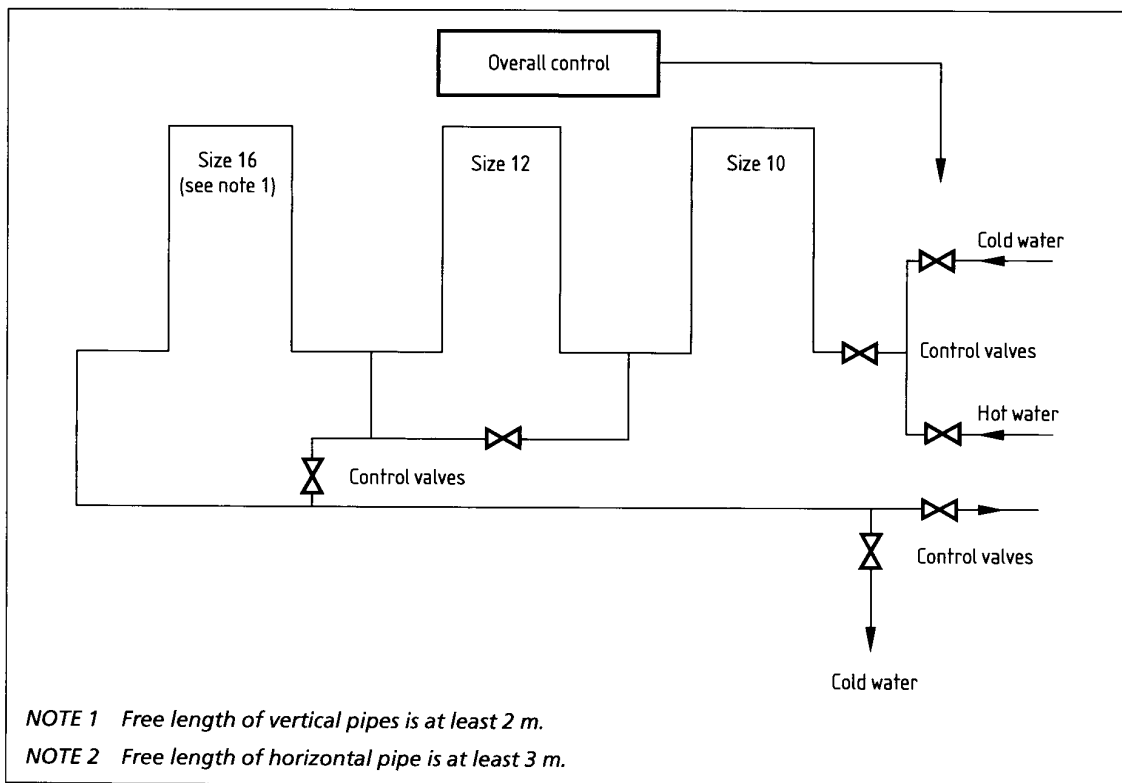 Overall control
Size 16
(see note 1)
Size 12
Size 10
Cold water
Control valves
Hot water
Control valves
Control valves
Cold water
NOTE 1 Free length of vertical pipes is at least 2 m.
NOTE 2 Free length of horizontal pipe is at least 3 m.